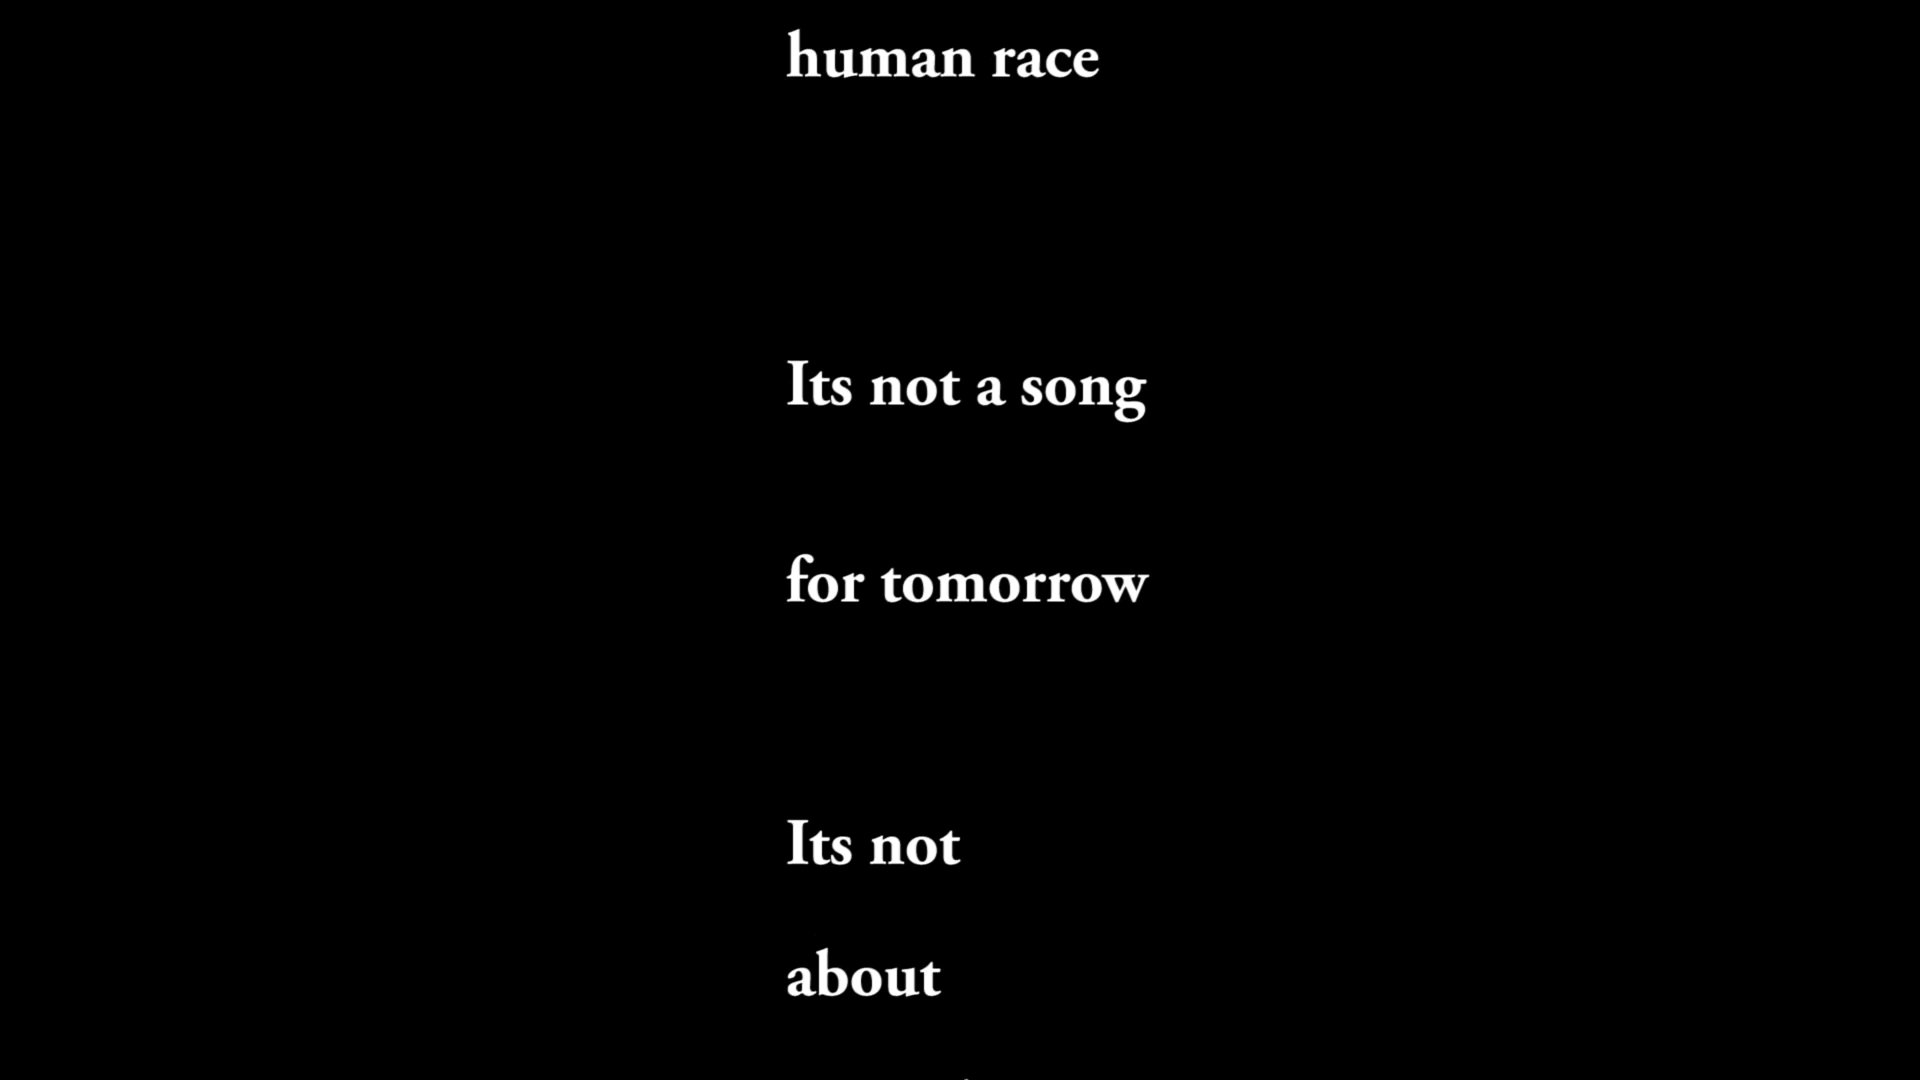 human race
Its not a song
for tomorrow
Its not
about